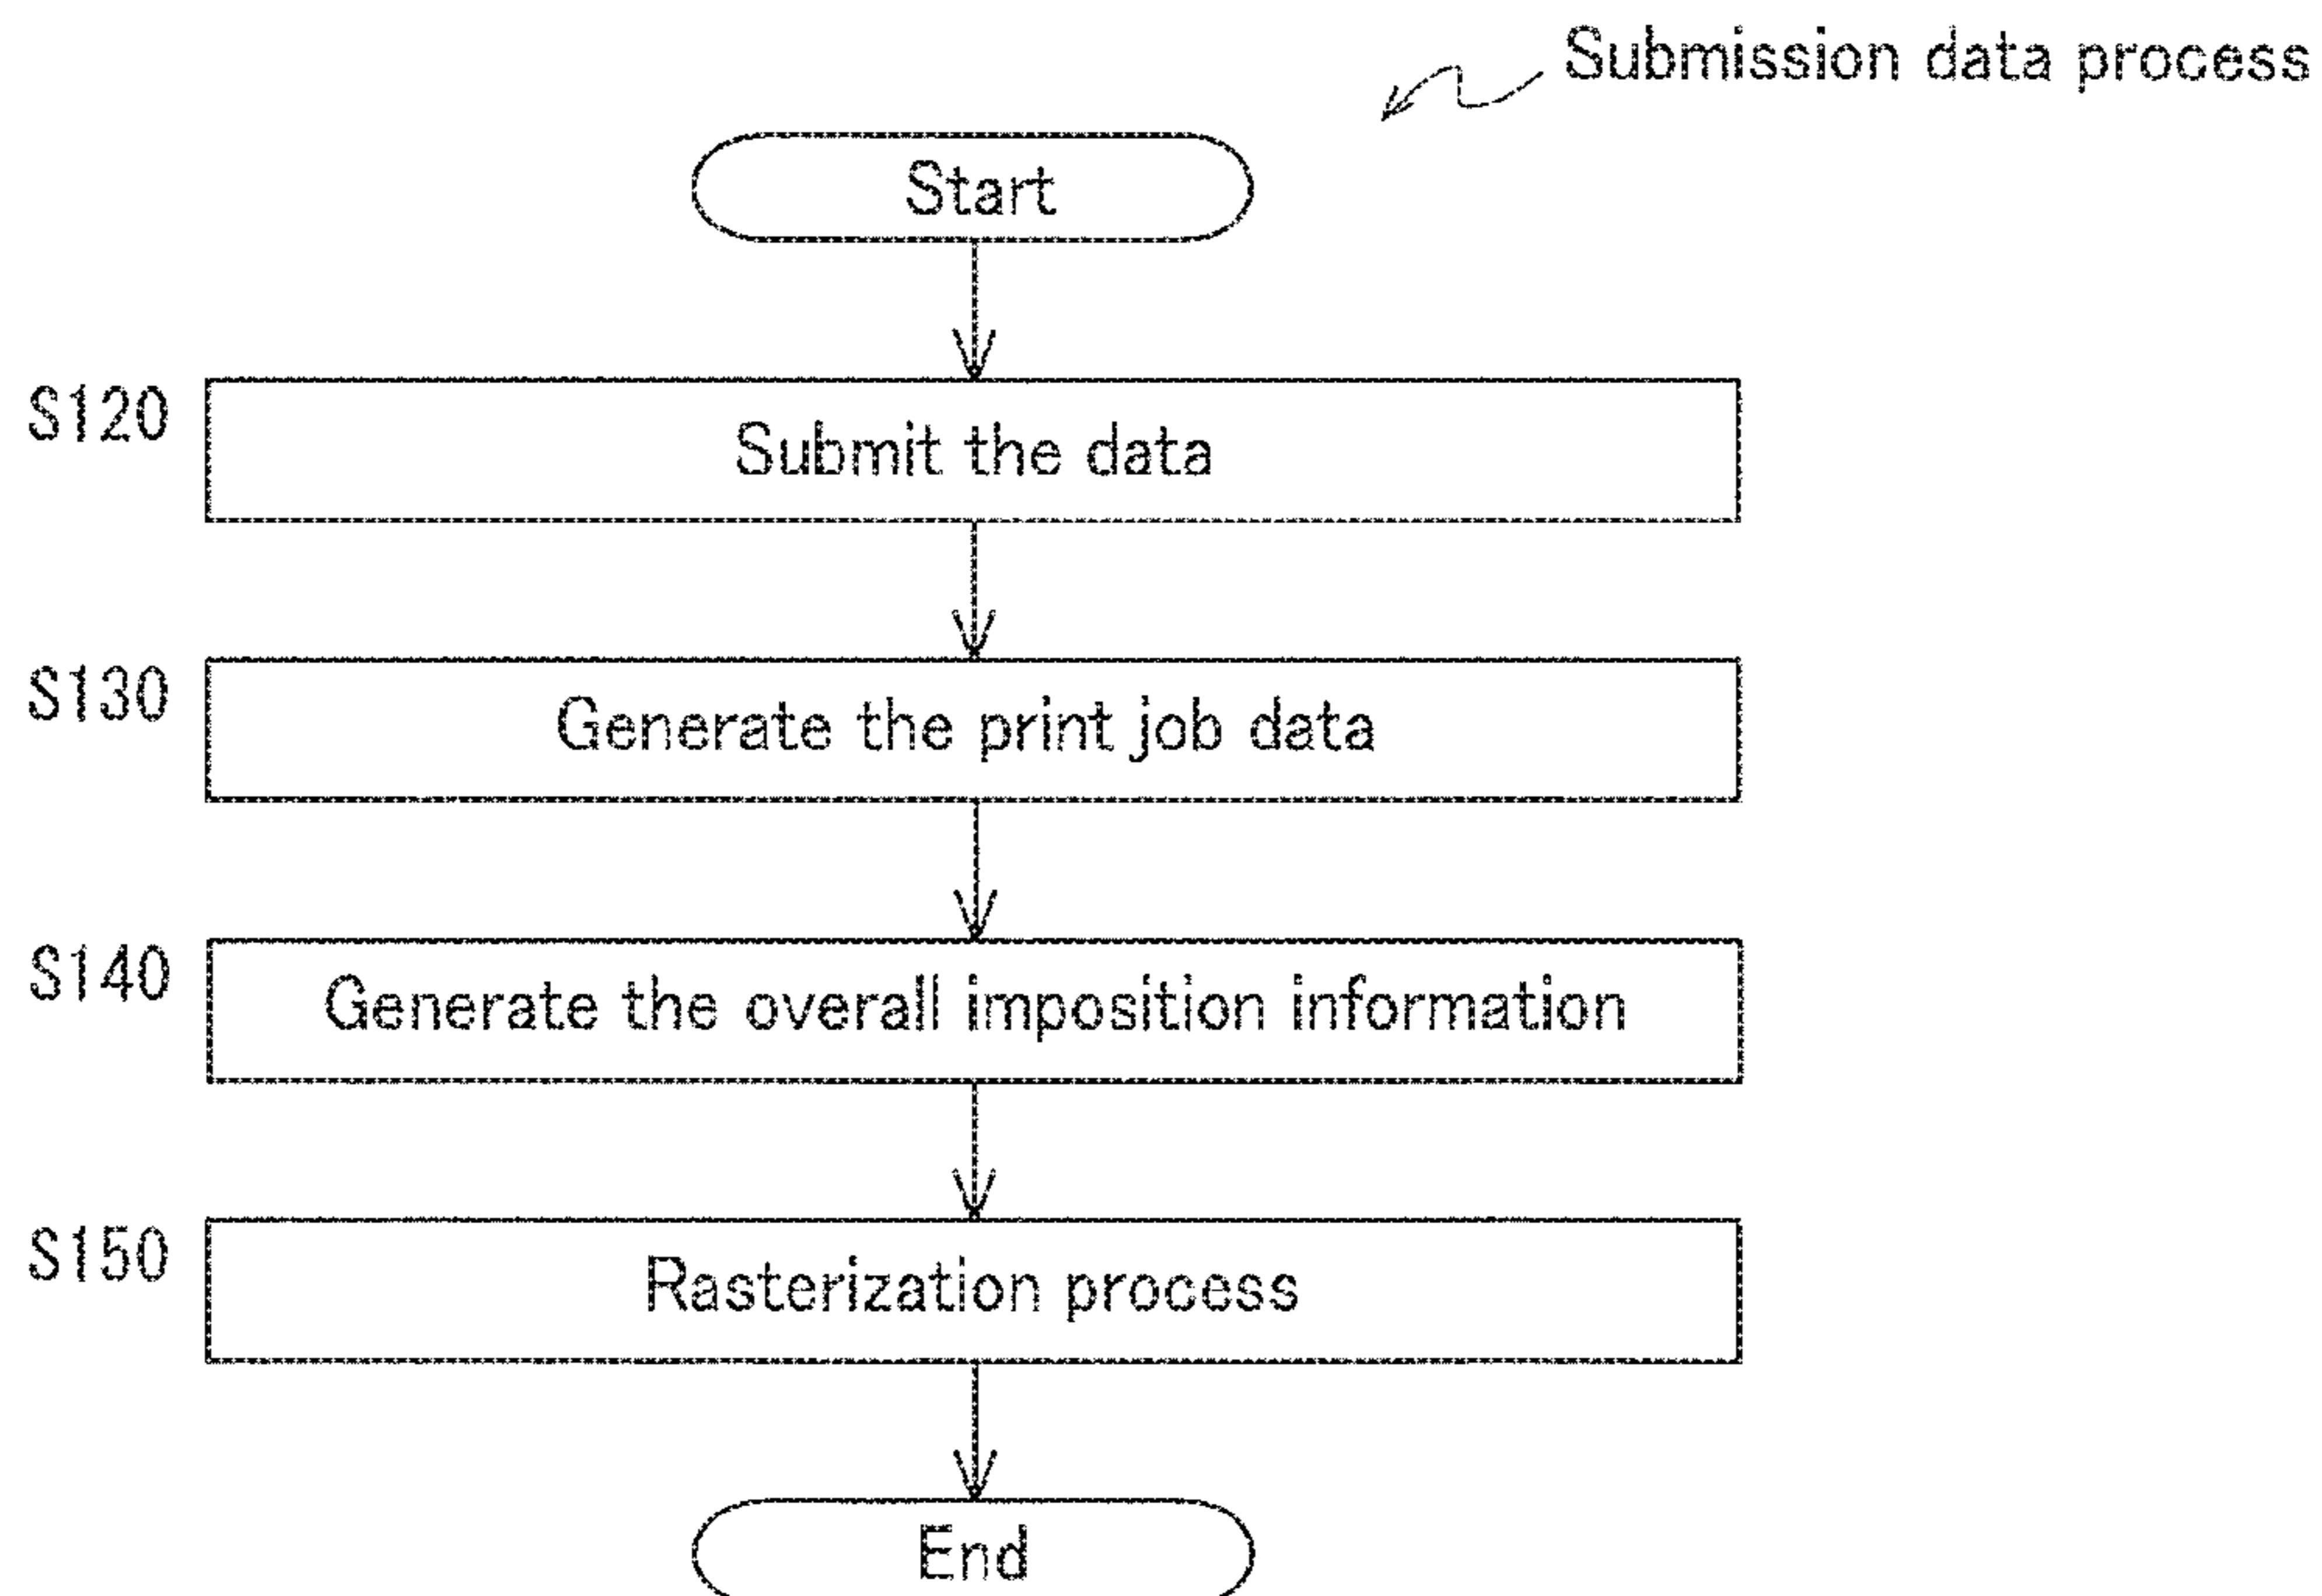 Submission data process
Start
S120
Submit the data
S130
Generate the print job data
S140
Generate the overall imposition information
S150
Rasterization process
End